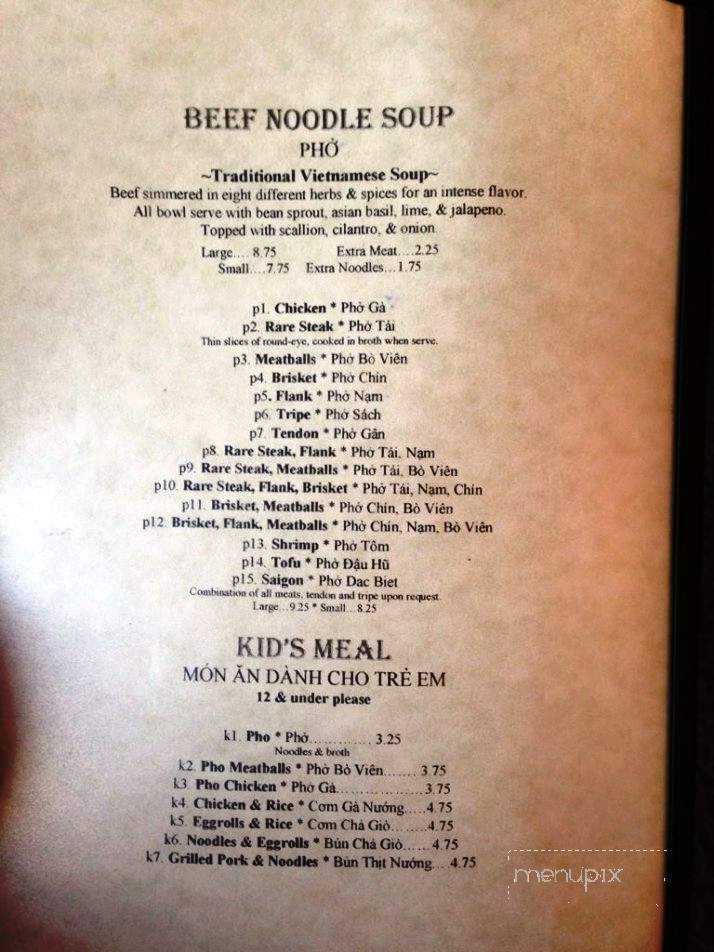 BEEF NOODLE SOUP
PHỞ
~Traditional Vietnamese Soup~
Beef simmered in eight different herbs & spices for an intense flavor.
All bowl serve with bean sprout, asian basil, lime, & jalapeno.
Topped with scallion, cilantro, & onion
Large.... 8.75 Extra Meat....2.25
Small....7.75 Extra Noodles...1.75
p1. Chicken * Phở Gà
p2. Rare Steak * Phở Tái
Thin slices of round-eye, cooked in broth when serve.
p3. Meatballs * Phở Bò Viên
p4. Brisket * Phở Chín
p5. Flank * Phở Nạm
p6. Tripe * Phở Sách
p7. Tendon * Phở Gân
p8. Rare Steak, Flank * Phở Tái, Nạm
p9. Rare Steak, Meatballs * Phở Tái, Bò Viên
p10. Rare Steak, Flank, Brisket * Phở Tái, Nạm, Chín
p11. Brisket, Meatballs * Phở Chín, Bò Viên
p12. Brisket, Flank, Meatballs * Phở Chín, Nạm, Bò Viên
p13. Shrimp * Phở Tôm
p14. Tofu * Phở Đậu Hũ
p15. Saigon * Phở Dac Biet
Combination of all meats, tendon and tripe upon request.
Large...9.25 * Small...8.25
KID'S MEAL
MÓN ĂN DÀNH CHO TRẺ EM
12 & under please
k1. Pho * Phở.............. 3.25
Noodles & broth
k2. Pho Meatballs * Phở Bò Viên....... 3.75
k3. Pho Chicken * Phở Gà..................3.75
k4. Chicken & Rice * Cơm Gà Nướng.....4.75
k5. Eggrolls & Rice * Cơm Chả Giò........4.75
k6. Noodles & Eggrolls * Bún Chả Giò...... 4.75
k7. Grilled Pork & Noodles * Bún Thịt Nướng... 4.75
menupix